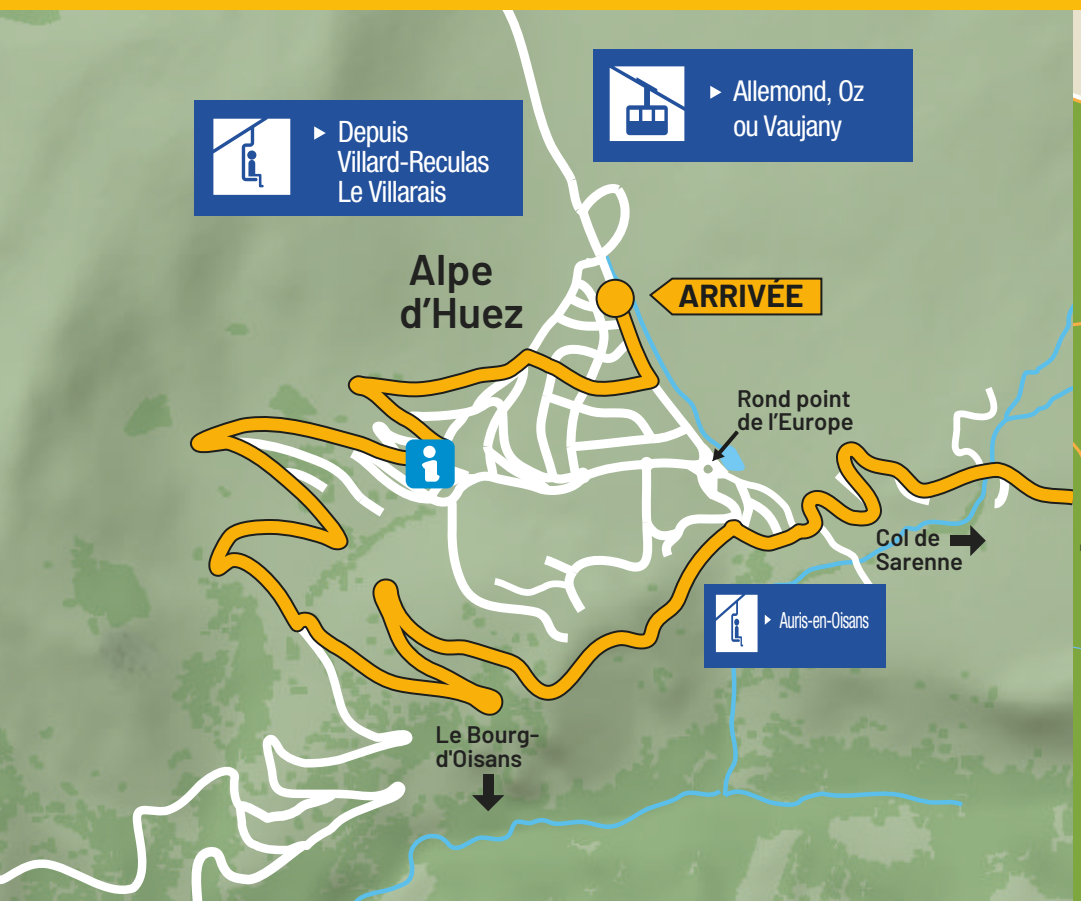 ► Allemond, Oz
ou Vaujany
► Depuis
Villard-Reculas
Le Villarais
Alpe
d'Huez
ARRIVÉE
Rond point
de l'Europe
Col de
Sarenne
► Auris-en-Oisans
Le Bourg-
d'Oisans